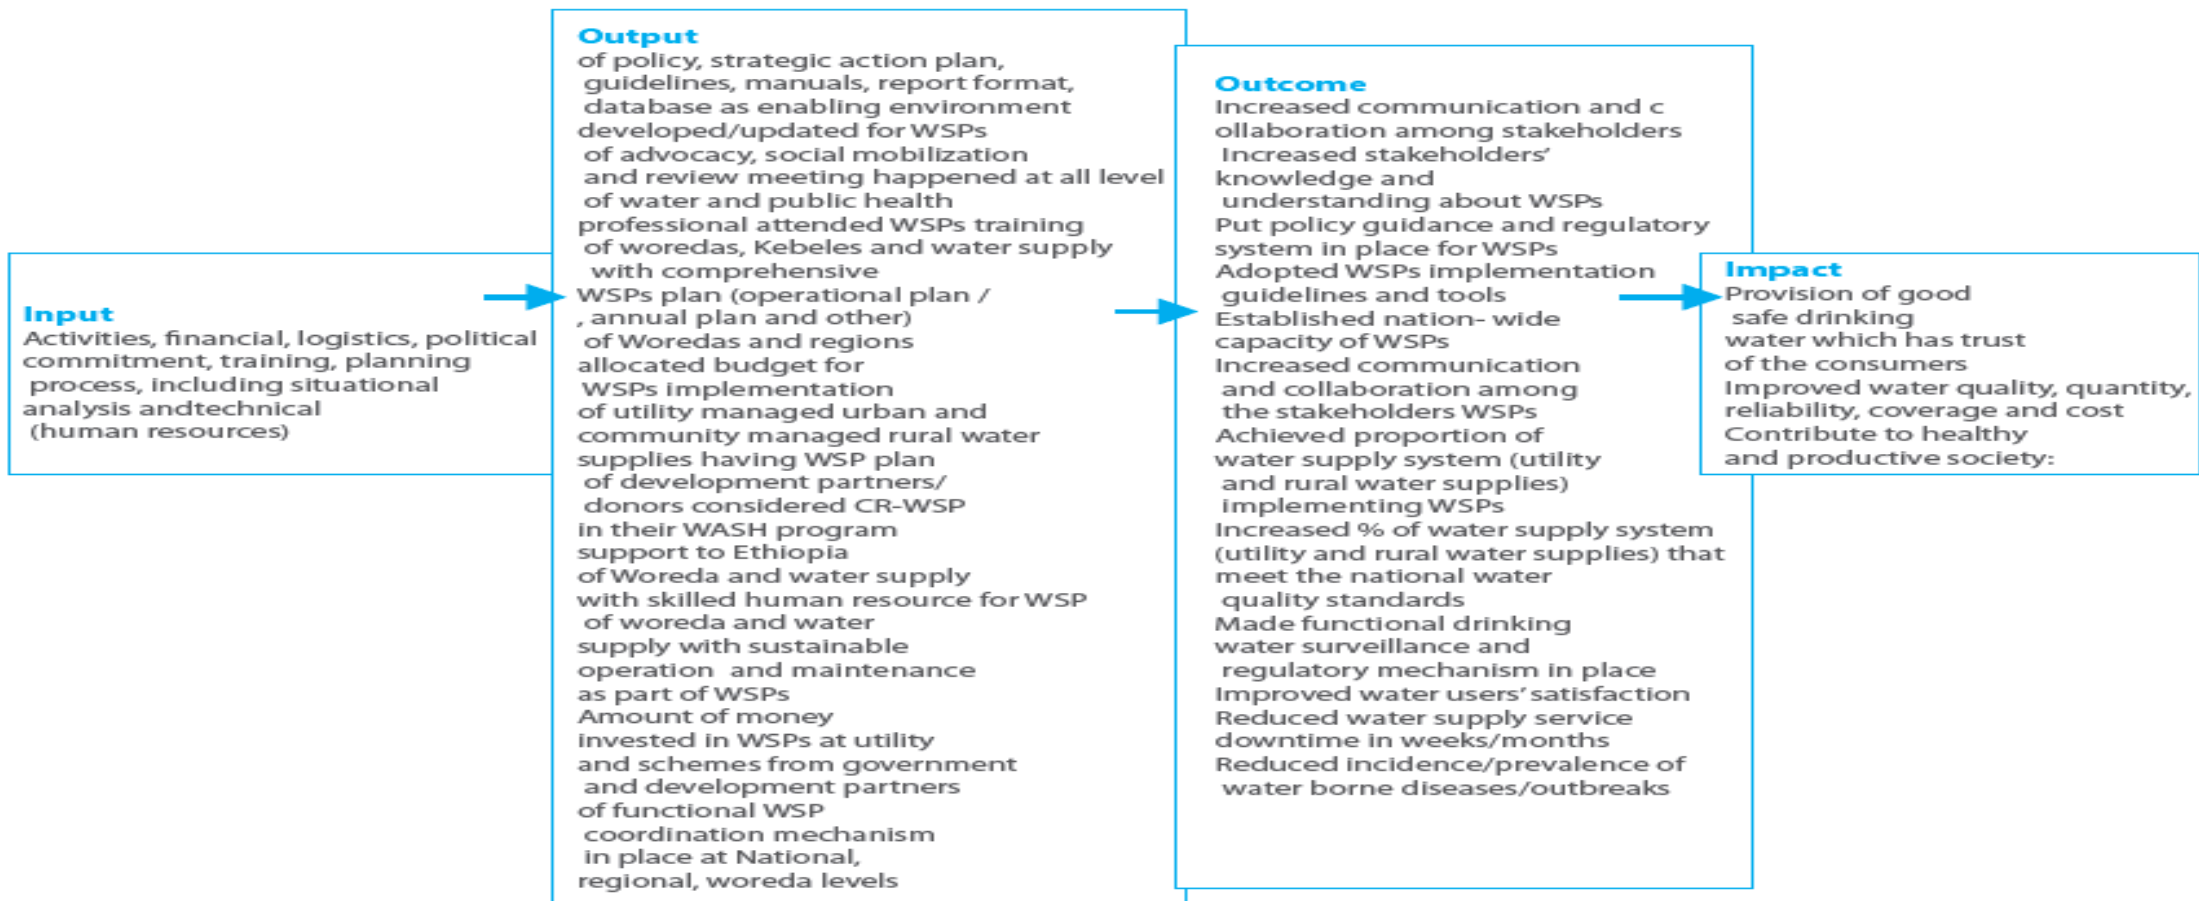 Input
Activities, financial, logistics, political
commitment, training, planning
process, including situational
analysis andtechnical
(human resources)
Output
of policy, strategic action plan,
guidelines, manuals, report format,
database as enabling environment
developed/updated for WSPs
of advocacy, social mobilization
and review meeting happened at all level
of water and public health
professional attended WSPs training
of woredas, Kebeles and water supply
with comprehensive
WSPs plan (operational plan /
, annual plan and other)
of Woredas and regions
allocated budget for
WSPs implementation
of utility managed urban and
community managed rural water
supplies having WSP plan
of development partners/
donors considered CR-WSP
in their WASH program
support to Ethiopia
of Woreda and water supply
with skilled human resource for WSP
of woreda and water
supply with sustainable
operation and maintenance
as part of WSPs
Amount of money
invested in WSPs at utility
and schemes from government
and development partners
of functional WSP
coordination mechanism
in place at National,
regional, woreda levels
Outcome
Increased communication and c
ollaboration among stakeholders
Increased stakeholders’
knowledge and
understanding about WSPs
Put policy guidance and regulatory
system in place for WSPs
Adopted WSPs implementation
guidelines and tools
Established nation- wide
capacity of WSPs
Increased communication
and collaboration among
the stakeholders WSPs
Achieved proportion of
water supply system (utility
and rural water supplies)
implementing WSPs
Increased % of water supply system
(utility and rural water supplies) that
meet the national water
quality standards
Made functional drinking
water surveillance and
regulatory mechanism in place
Improved water users’ satisfaction
Reduced water supply service
downtime in weeks/months
Reduced incidence/prevalence of
water borne diseases/outbreaks
Impact
Provision of good
safe drinking
water which has trust
of the consumers
Improved water quality, quantity,
reliability, coverage and cost
Contribute to healthy
and productive society: